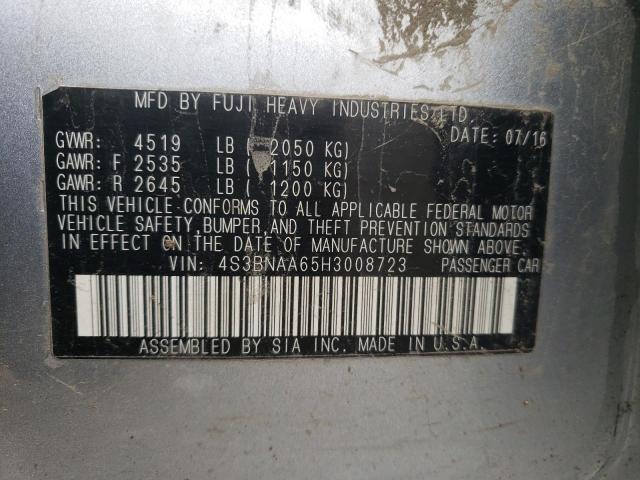 MFD BY FUJI HEAVY INDUSTRIES, LTD.
DATE: 07/16
GVWR: 4519 LB ( 2050 KG)
GAWR: F 2535 LB ( 1150 KG)
GAWR: R 2645 LB ( 1200 KG)
THIS VEHICLE CONFORMS TO ALL APPLICABLE FEDERAL MOTOR
VEHICLE SAFETY, BUMPER, AND THEFT PREVENTION STANDARDS
IN EFFECT ON THE DATE OF MANUFACTURE SHOWN ABOVE.
VIN: 4S3BNAA65H3008723 PASSENGER CAR
ASSEMBLED BY SIA INC. MADE IN U.S.A